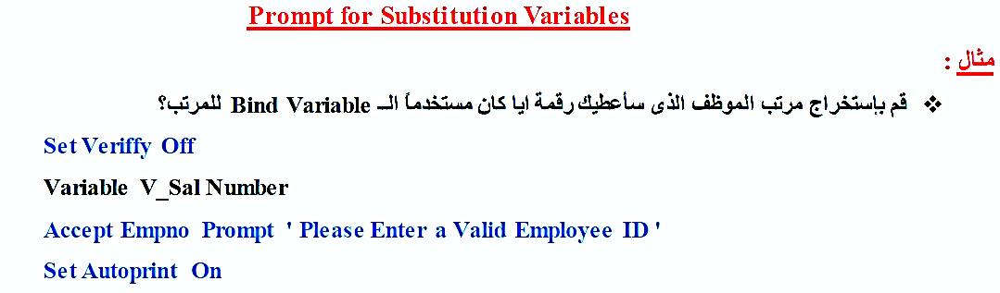 Prompt for Substitution Variables
مثال :
❖ قم بإستخراج مرتب الموظف الذى سأعطيك رقمة ايا كان مستخدماً الــ Bind Variable للمرتب؟
Set Veriffy Off
Variable V_Sal Number
Accept Empno Prompt ' Please Enter a Valid Employee ID '
Set Autoprint On